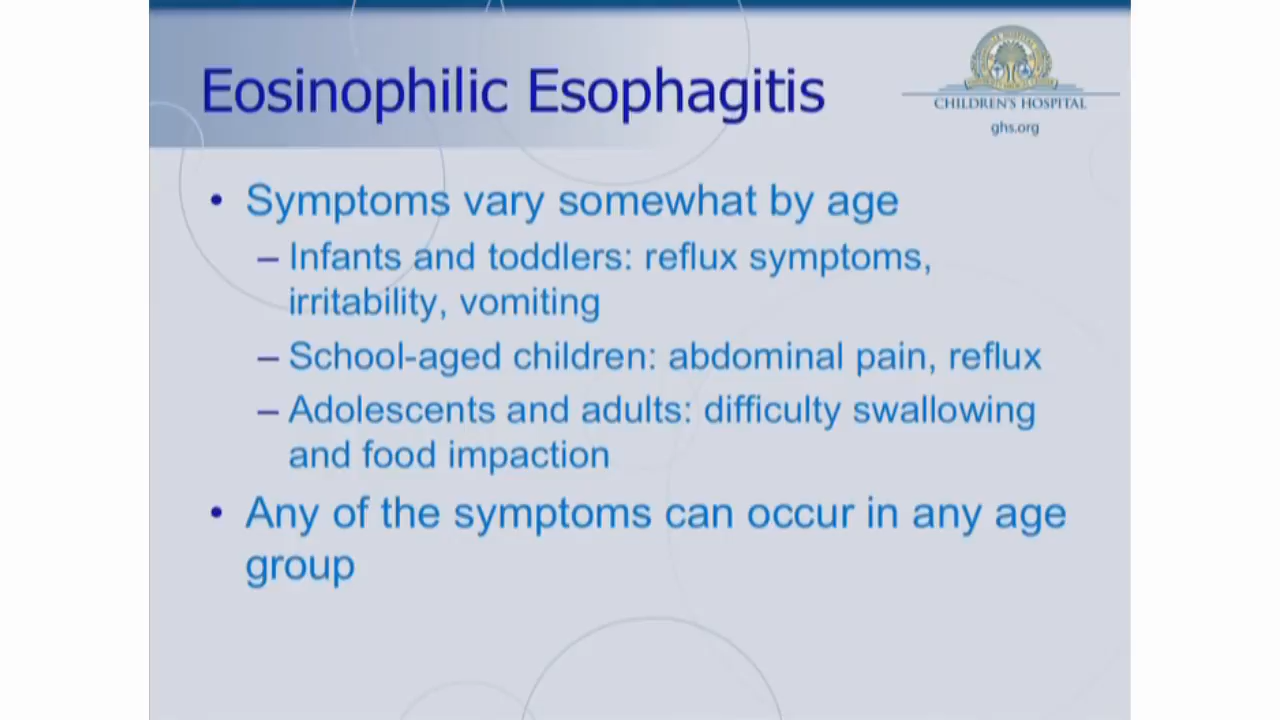 Eosinophilic Esophagitis
CHILDREN'S HOSPITAL
ghs.org
• Symptoms vary somewhat by age
– Infants and toddlers: reflux symptoms,
irritability, vomiting
– School-aged children: abdominal pain, reflux
– Adolescents and adults: difficulty swallowing
and food impaction
• Any of the symptoms can occur in any age
group